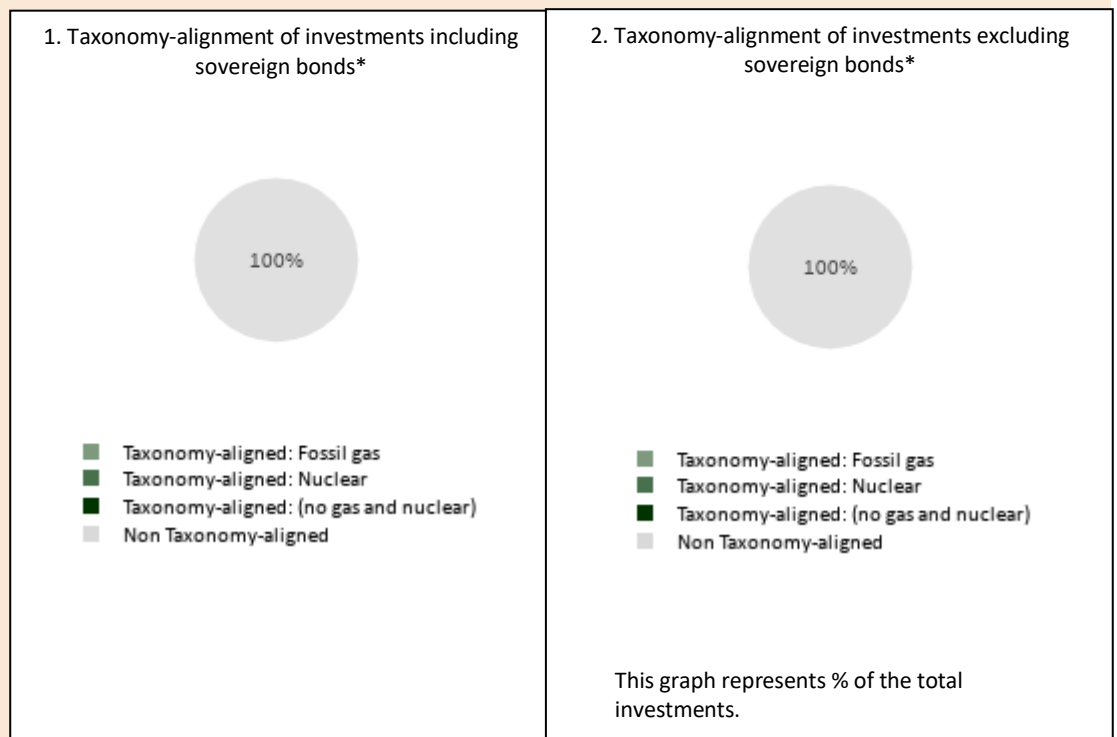 1. Taxonomy-alignment of investments including
sovereign bonds*
100%
Taxonomy-aligned: Fossil gas
Taxonomy-aligned: Nuclear
Taxonomy-aligned: (no gas and nuclear)
Non Taxonomy-aligned
2. Taxonomy-alignment of investments excluding
sovereign bonds*
100%
Taxonomy-aligned: Fossil gas
Taxonomy-aligned: Nuclear
Taxonomy-aligned: (no gas and nuclear)
Non Taxonomy-aligned
This graph represents % of the total
investments.